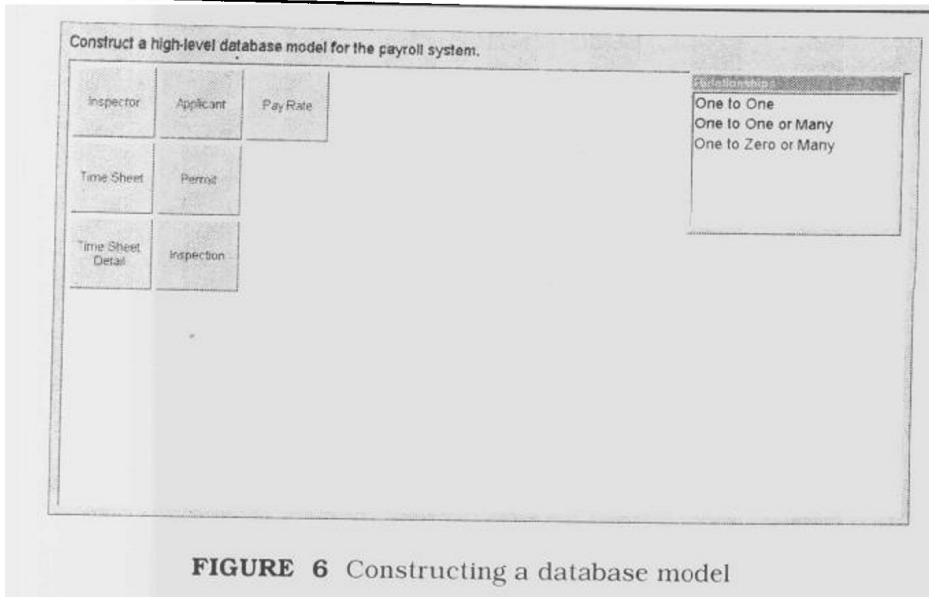 Construct a high-level database model for the payroll system.
Inspector
Applicant
Pay Rate
Relationships
One to One
One to One or Many
One to Zero or Many
Time Sheet
Permit
Time Sheet
Detail
Inspection
FIGURE 6 Constructing a database model